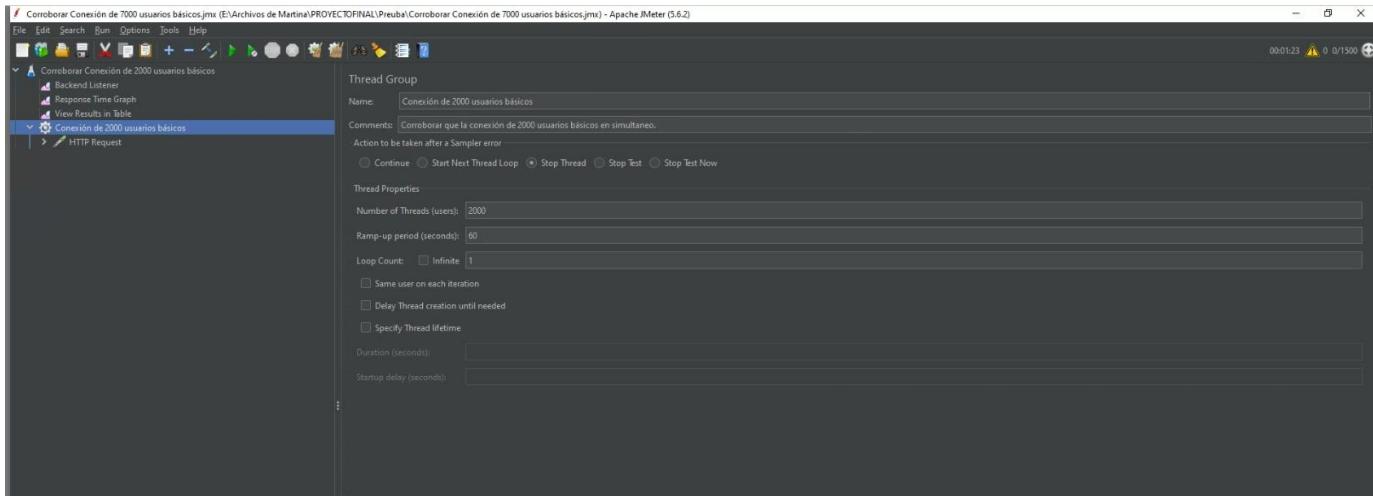 Corroborar Conexión de 7000 usuarios básicos.jmx (E:\Archivos de Martina\PROYECTOFINAL\Preuba\Corroborar Conexión de 7000 usuarios básicos.jmx) - Apache JMeter (5.6.2)
File Edit Search Run Options Tools Help
00:01:23 0 0/1500
Corroborar Conexión de 2000 usuarios básicos
Backend Listener
Response Time Graph
View Results in Table
Conexión de 2000 usuarios básicos
HTTP Request
Thread Group
Name: Conexión de 2000 usuarios básicos
Comments: Corroborar que la conexión de 2000 usuarios básicos en simultaneo.
Action to be taken after a Sampler error
Continue Start Next Thread Loop Stop Thread Stop Test Stop Test Now
Thread Properties
Number of Threads (users): 2000
Ramp-up period (seconds): 60
Loop Count: Infinite 1
Same user on each iteration
Delay Thread creation until needed
Specify Thread lifetime
Duration (seconds):
Startup delay (seconds):